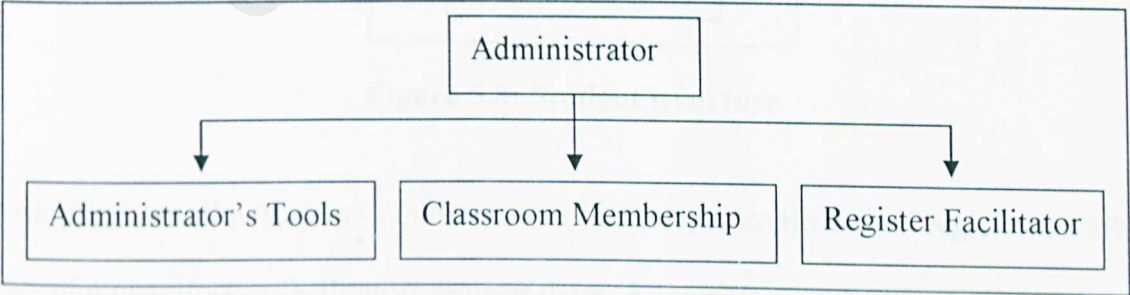 Administrator
Administrator's Tools
Classroom Membership
Register Facilitator